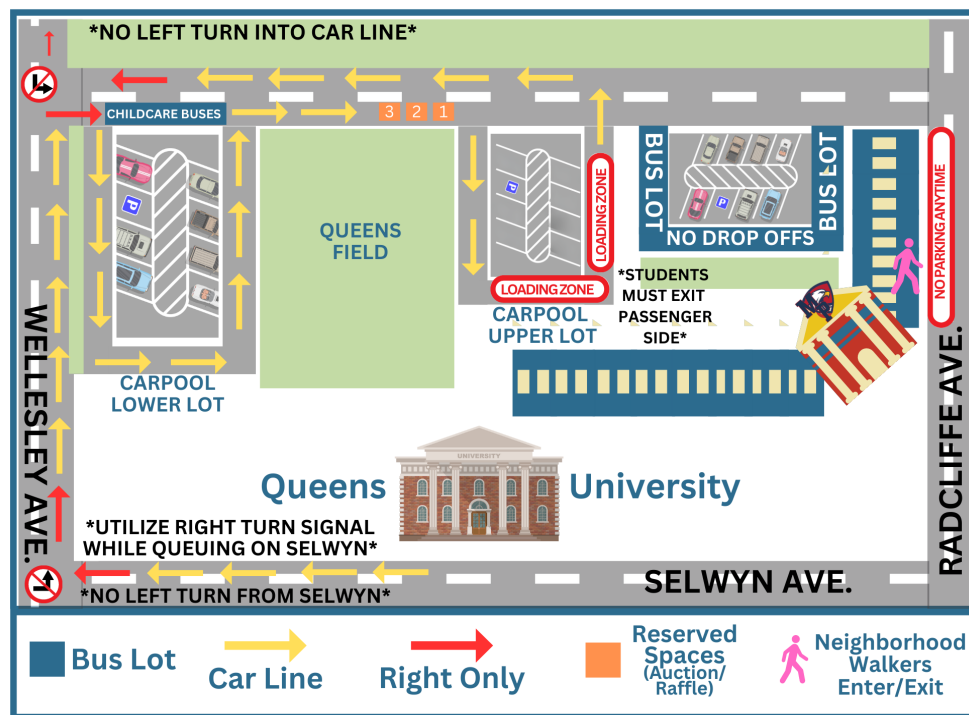 *NO LEFT TURN INTO CAR LINE*
CHILDCARE BUSES
3 2 1
BUS LOT
BUS LOT
NO DROP OFFS
NO PARKING ANYTIME
P
P
P
QUEENS
FIELD
LOADING ZONE
LOADING ZONE
*STUDENTS
MUST EXIT
PASSENGER
SIDE*
CARPOOL
UPPER LOT
CARPOOL
LOWER LOT
WELLESLEY AVE.
RADCLIFFE AVE.
UNIVERSITY
Queens University
*UTILIZE RIGHT TURN SIGNAL
WHILE QUEUING ON SELWYN*
*NO LEFT TURN FROM SELWYN*
SELWYN AVE.
Bus Lot
Car Line
Right Only
Reserved
Spaces
(Auction/
Raffle)
Neighborhood
Walkers
Enter/Exit